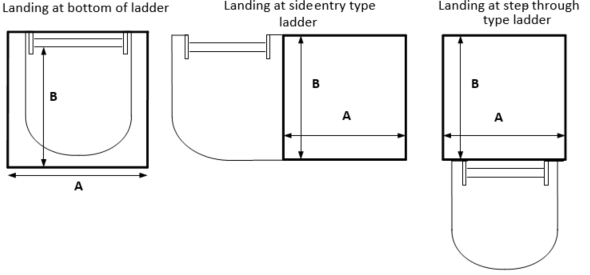 Landing at bottom of ladder
B
A
Landing at side entry type
ladder
B
A
Landing at step through
type ladder
B
A